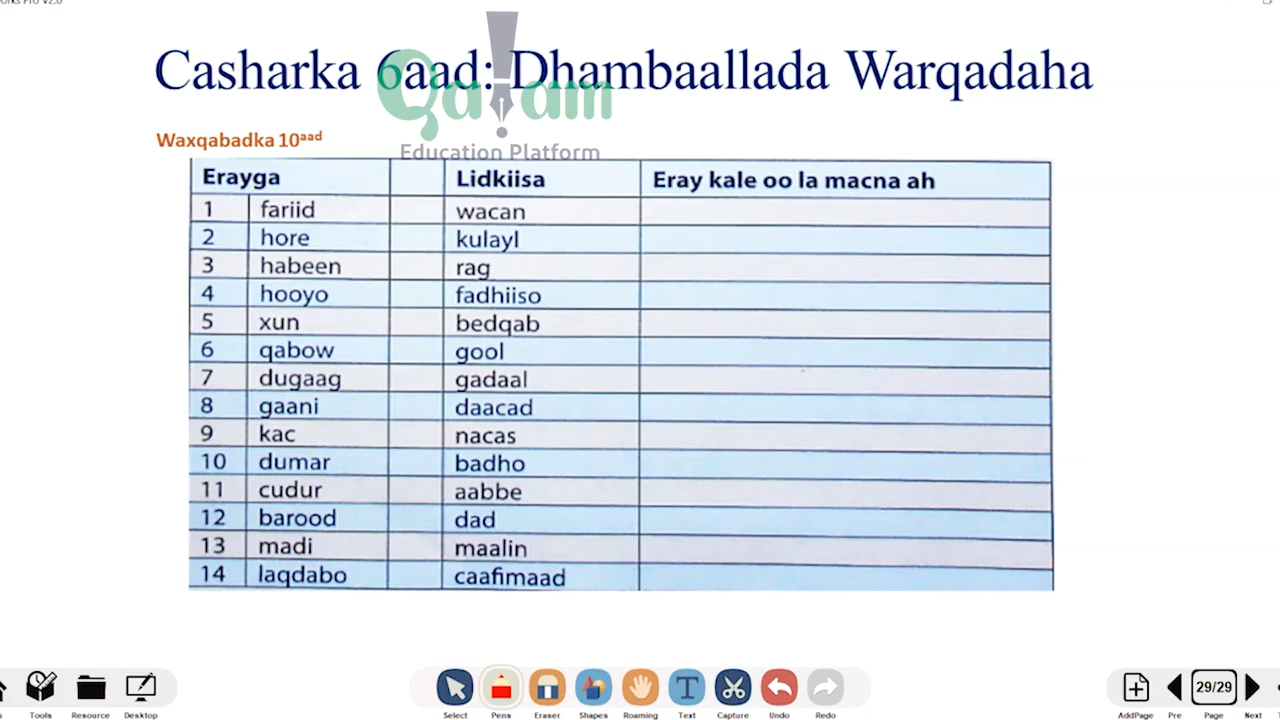 Casharka 6aad: Dhambaallada Warqadaha
Qalam
Education Platform
Waxqabadka 10aad
Erayga Lidkiisa Eray kale oo la macna ah
1 fariid wacan
2 hore kulayl
3 habeen rag
4 hooyo fadhiiso
5 xun bedqab
6 qabow gool
7 dugaag gadaal
8 gaani daacad
9 kac nacas
10 dumar badho
11 cudur aabbe
12 barood dad
13 madi maalin
14 laqdabo caafimaad
29/29
Tools Resource Desktop Select Pens Eraser Shapes Roaming Text Capture Undo Redo AddPage Pre Page Next